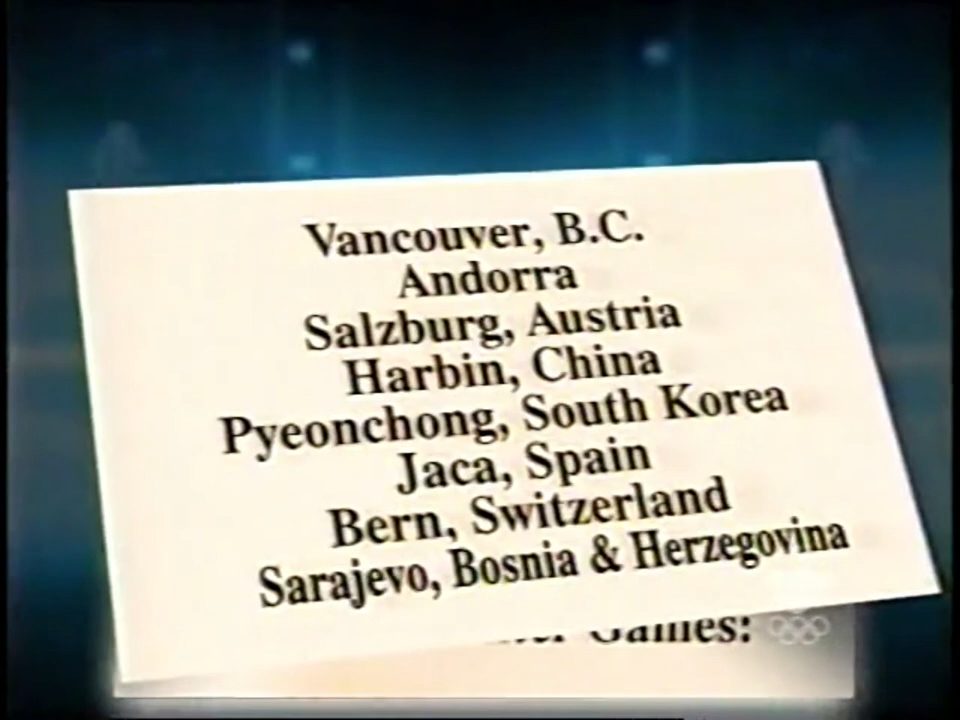 Vancouver, B.C.
Andorra
Salzburg, Austria
Harbin, China
Pyeonchong, South Korea
Jaca, Spain
Bern, Switzerland
Sarajevo, Bosnia & Herzegovina
Games: